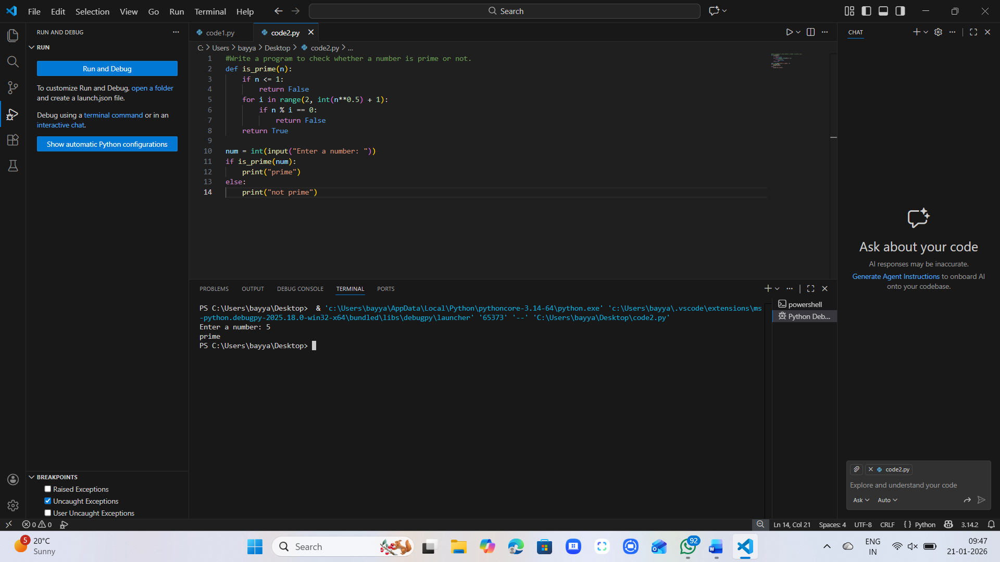 File Edit Selection View Go Run Terminal Help
Search
RUN AND DEBUG
RUN
Run and Debug
To customize Run and Debug, open a folder
and create a launch.json file.
Debug using a terminal command or in an
interactive chat.
Show automatic Python configurations
BREAKPOINTS
Raised Exceptions
Uncaught Exceptions
User Uncaught Exceptions
code1.py code2.py
C: > Users > bayya > Desktop > code2.py > ...
1 #Write a program to check whether a number is prime or not.
2 def is_prime(n):
3     if n <= 1:
4         return False
5     for i in range(2, int(n**0.5) + 1):
6         if n % i == 0:
7             return False
8     return True
9
10 num = int(input("Enter a number: "))
11 if is_prime(num):
12     print("prime")
13 else:
14     print("not prime")
PROBLEMS OUTPUT DEBUG CONSOLE TERMINAL PORTS
PS C:\Users\bayya\Desktop>  & 'c:\Users\bayya\AppData\Local\Python\pythoncore-3.14-64\python.exe' 'c:\Users\bayya\.vscode\extensions\ms
-python.debugpy-2025.18.0-win32-x64\bundled\libs\debugpy\launcher' '65373' '--' 'C:\Users\bayya\Desktop\code2.py'
Enter a number: 5
prime
PS C:\Users\bayya\Desktop>
powershell
Python Deb...
CHAT
Ask about your code
AI responses may be inaccurate.
Generate Agent Instructions to onboard AI
onto your codebase.
code2.py
Explore and understand your code
Ask Auto
0 0
Ln 14, Col 21 Spaces: 4 UTF-8 CRLF { } Python 3.14.2
5
20°C
Sunny
Search
92
ENG
IN
09:47
21-01-2026